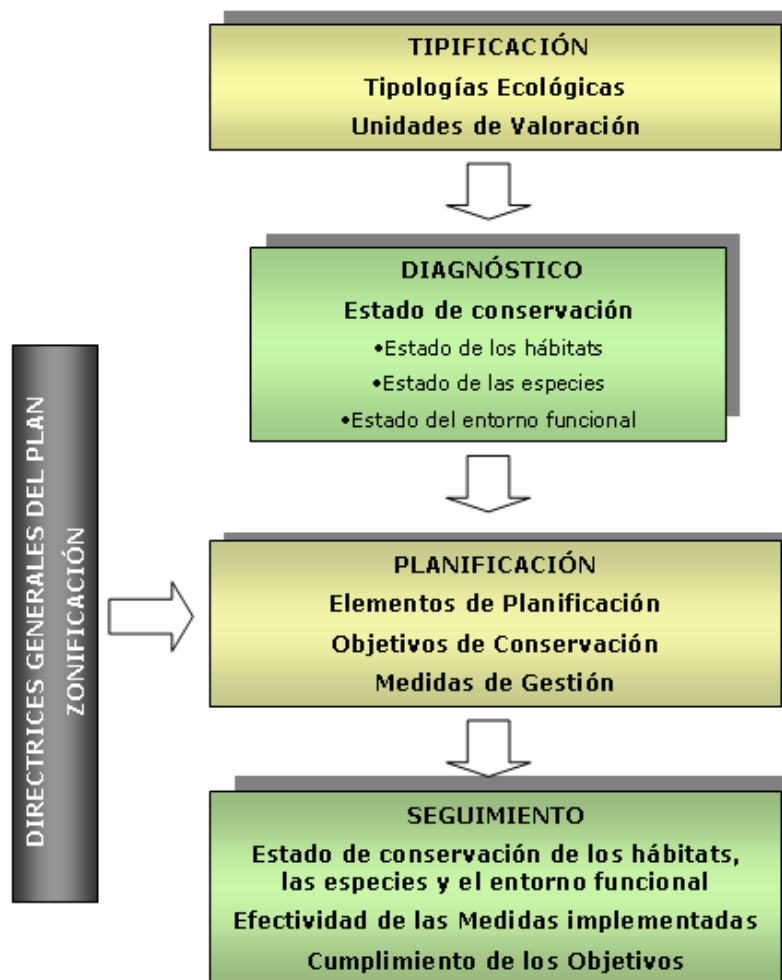 TIPIFICACIÓN
Tipologías Ecológicas
Unidades de Valoración
DIAGNÓSTICO
Estado de conservación
•Estado de los hábitats
•Estado de las especies
•Estado del entorno funcional
DIRECTRICES GENERALES DEL PLAN
ZONIFICACIÓN
PLANIFICACIÓN
Elementos de Planificación
Objetivos de Conservación
Medidas de Gestión
SEGUIMIENTO
Estado de conservación de los hábitats,
las especies y el entorno funcional
Efectividad de las Medidas implementadas
Cumplimiento de los Objetivos